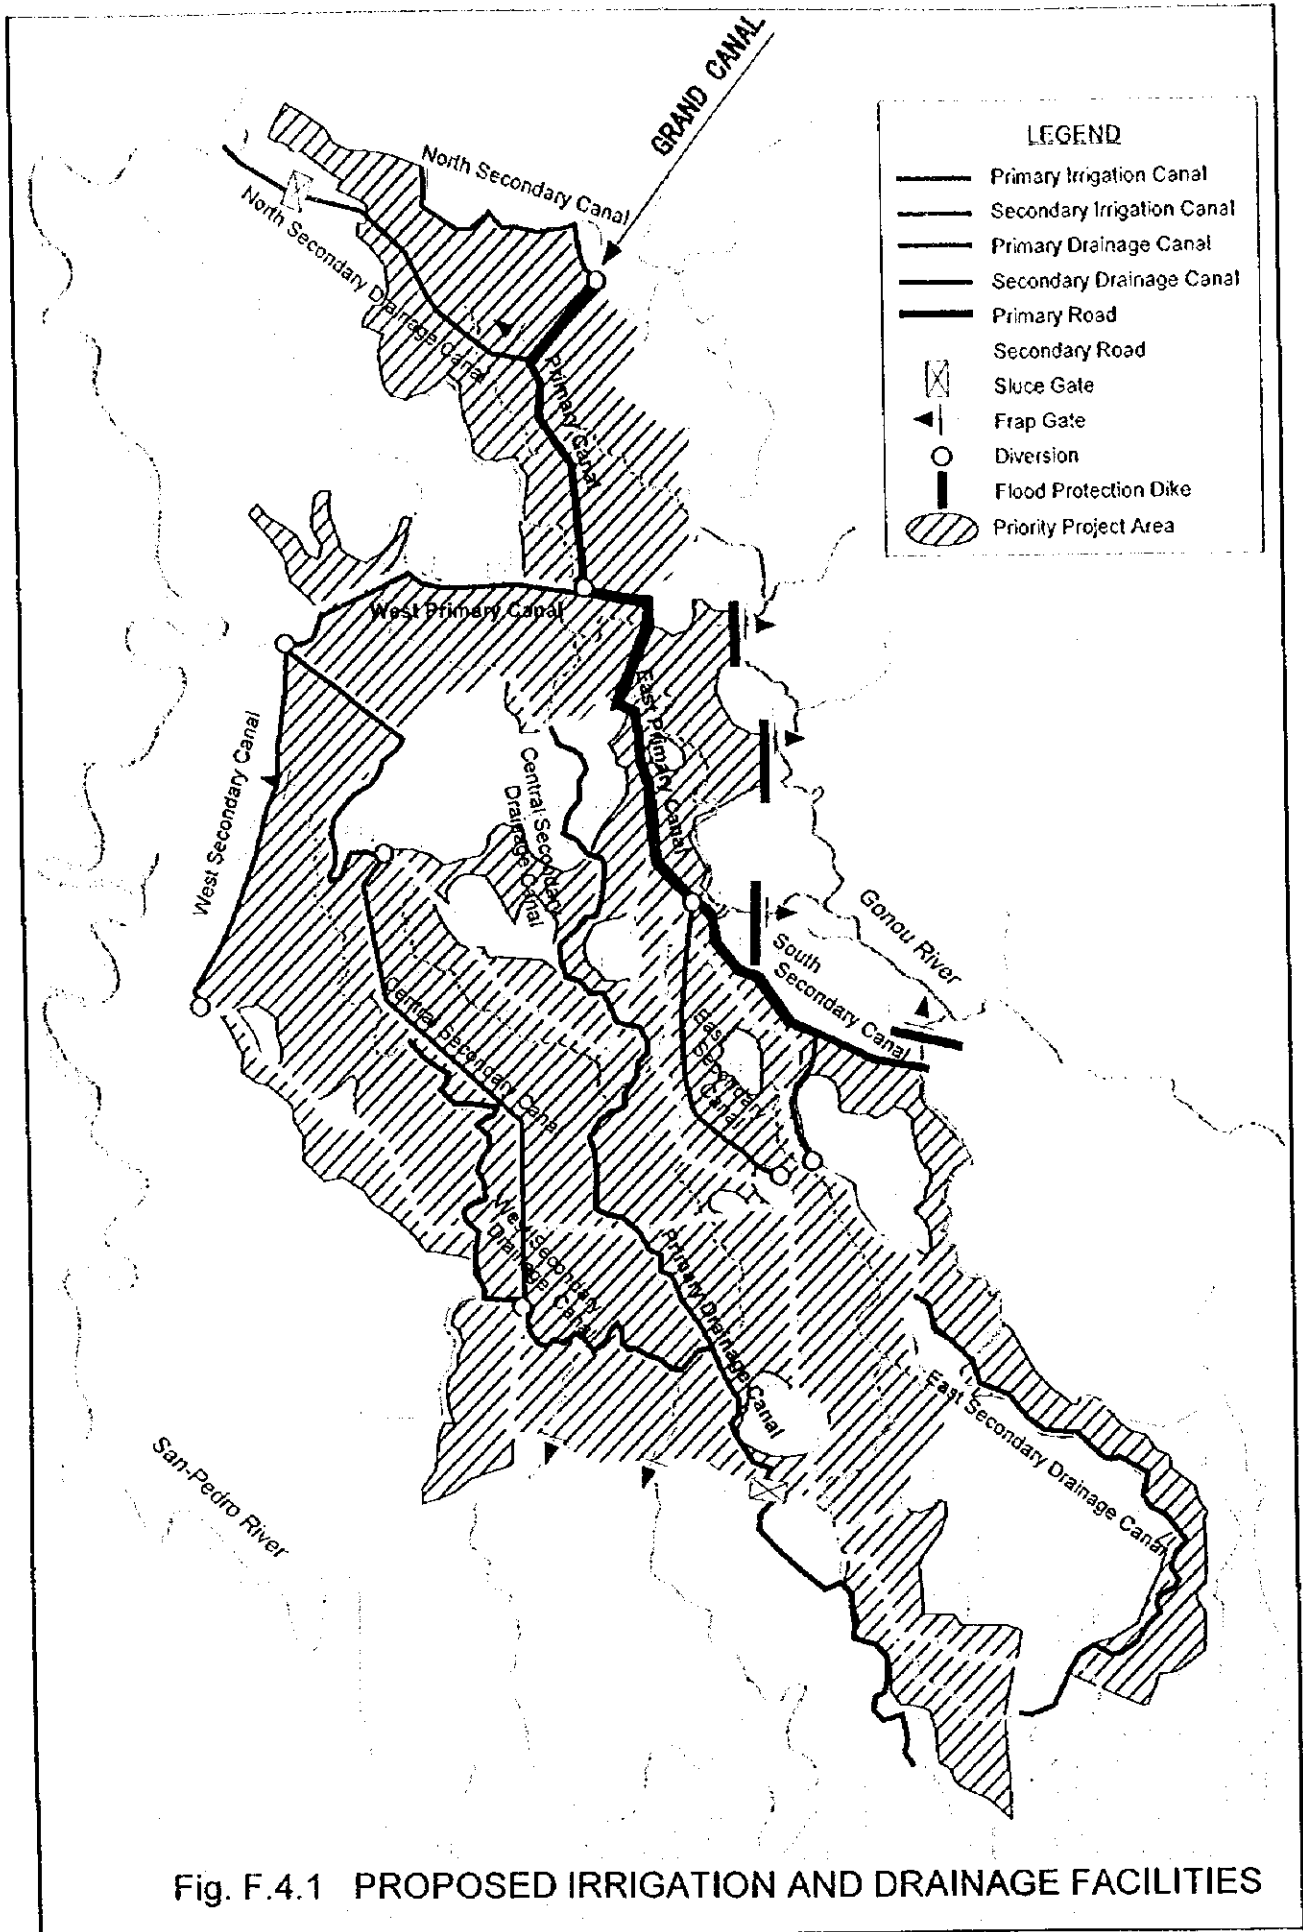 GRAND CANAL
LEGEND
Primary Irrigation Canal
Secondary Irrigation Canal
Primary Drainage Canal
Secondary Drainage Canal
Primary Road
Secondary Road
Sluce Gate
Frap Gate
Diversion
Flood Protection Dike
Priority Project Area
North Secondary Canal
North Secondary Drainage Canal
Primary Canal
West Primary Canal
East Primary Canal
West Secondary Canal
Central Secondary
Drainage Canal
Gonou River
South
Secondary Canal
Central Secondary Canal
East
Secondary
Canal
West Secondary
Drainage Canal
Primary Drainage Canal
East Secondary Drainage Canal
San-Pedro River
Fig. F.4.1 PROPOSED IRRIGATION AND DRAINAGE FACILITIES